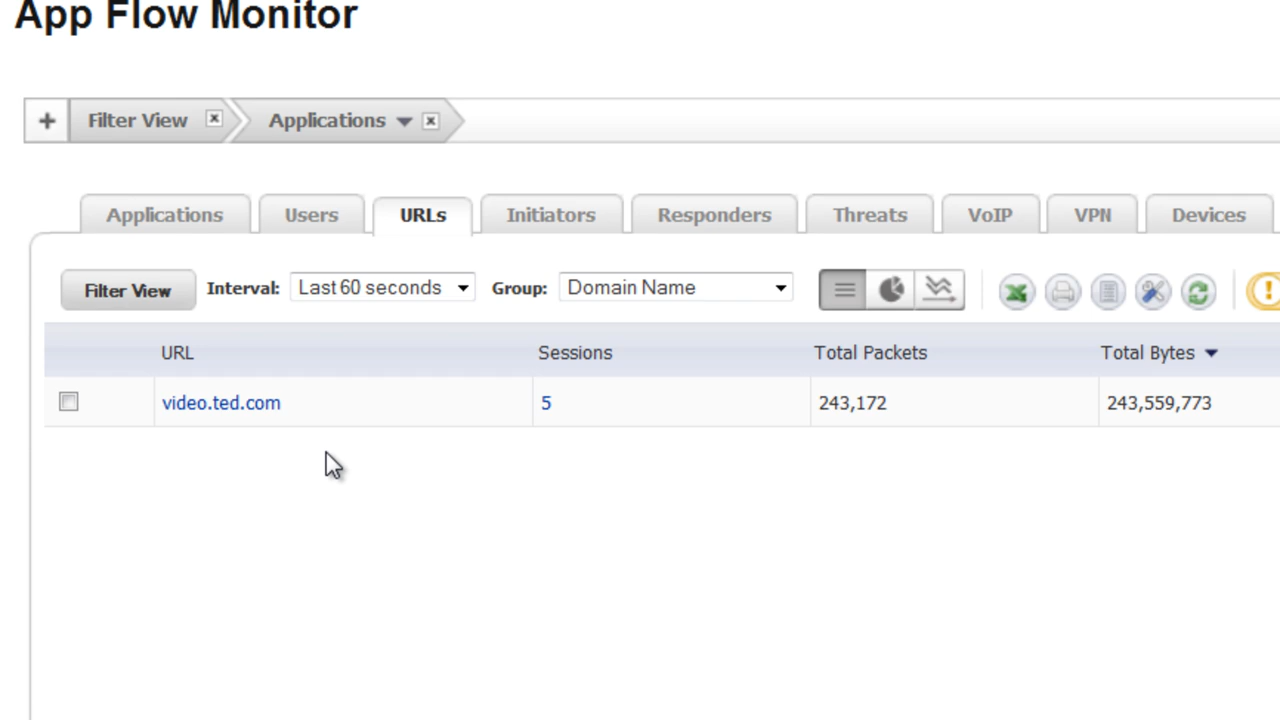 App Flow Monitor
Filter View Applications
Applications Users URLs Initiators Responders Threats VoIP VPN Devices
Filter View Interval: Last 60 seconds Group: Domain Name
URL Sessions Total Packets Total Bytes
video.ted.com 5 243,172 243,559,773